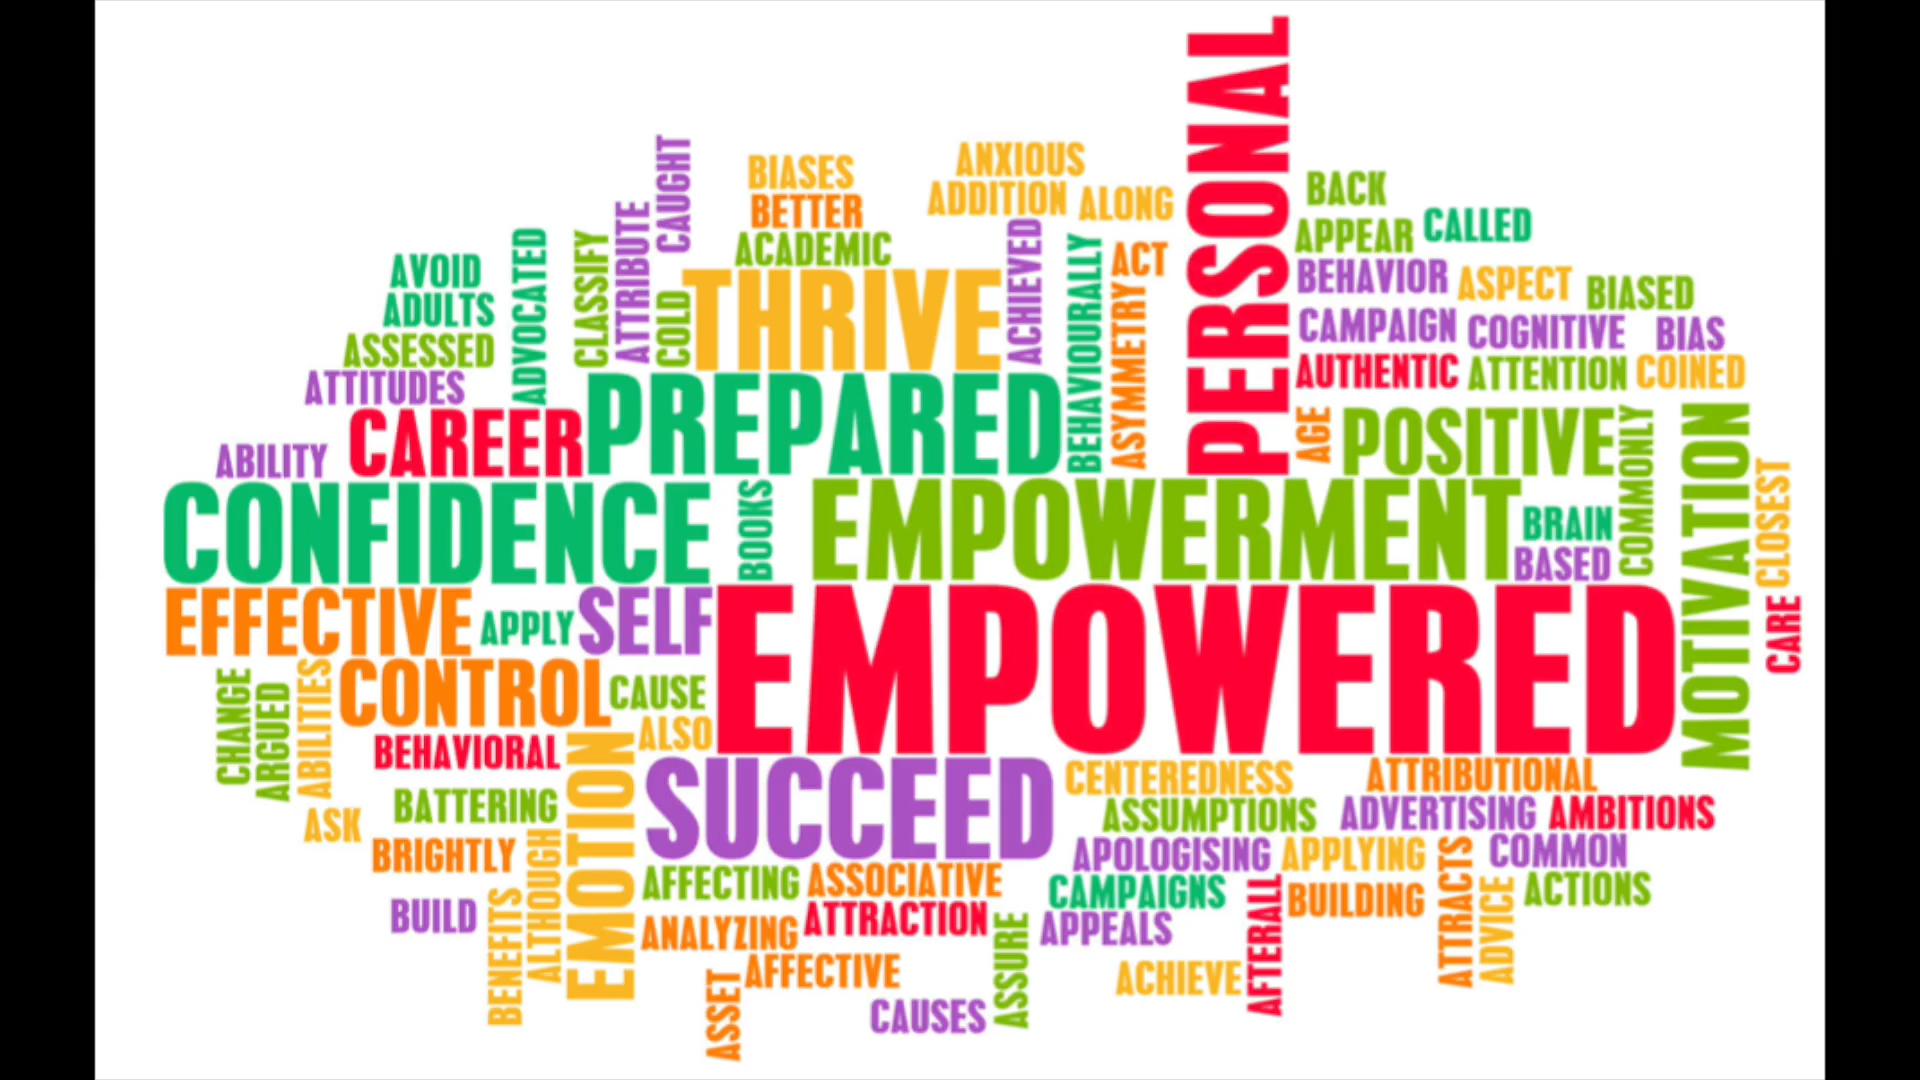 PERSONAL
CAUGHT
BIASES
ANXIOUS
BACK
BETTER
ADDITION
ALONG
CALLED
ATTRIBUTE
ACADEMIC
ACHIEVED
APPEAR
AVOID
ADVOCATED
CLASSIFY
COLD
THRIVE
BEHAVIOURALLY
ACT
BEHAVIOR
ASPECT
BIASED
ADULTS
ASYMMETRY
CAMPAIGN
COGNITIVE
BIAS
ASSESSED
AUTHENTIC
ATTENTION
COINED
ATTITUDES
CAREER
PREPARED
AGE
POSITIVE
COMMONLY
MOTIVATION
ABILITY
CLOSEST
CONFIDENCE
BOOKS
EMPOWERMENT
BRAIN
BASED
EFFECTIVE
APPLY
SELF
EMPOWERED
CARE
CHANGE
ARGUED
ABILITIES
CONTROL
CAUSE
ALSO
BEHAVIORAL
EMOTION
SUCCEED
CENTEREDNESS
ATTRIBUTIONAL
BATTERING
ASSUMPTIONS
ADVERTISING
AMBITIONS
ASK
BRIGHTLY
ALTHOUGH
APOLOGISING
APPLYING
ATTRACTS
COMMON
AFFECTING
ASSOCIATIVE
CAMPAIGNS
AFTERALL
BUILDING
ADVICE
ACTIONS
BUILD
BENEFITS
ANALYZING
ATTRACTION
ASSURE
APPEALS
ASSET
AFFECTIVE
ACHIEVE
CAUSES